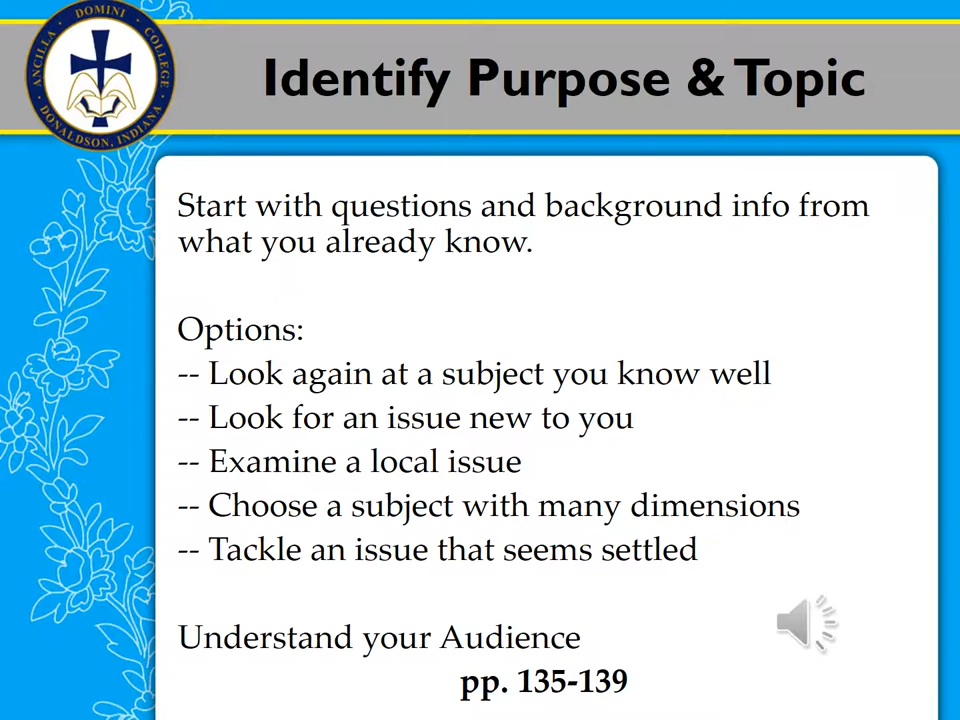 ANCILLA DOMINI COLLEGE
DONALDSON, INDIANA
Identify Purpose & Topic
Start with questions and background info from
what you already know.
Options:
-- Look again at a subject you know well
-- Look for an issue new to you
-- Examine a local issue
-- Choose a subject with many dimensions
-- Tackle an issue that seems settled
Understand your Audience
pp. 135-139